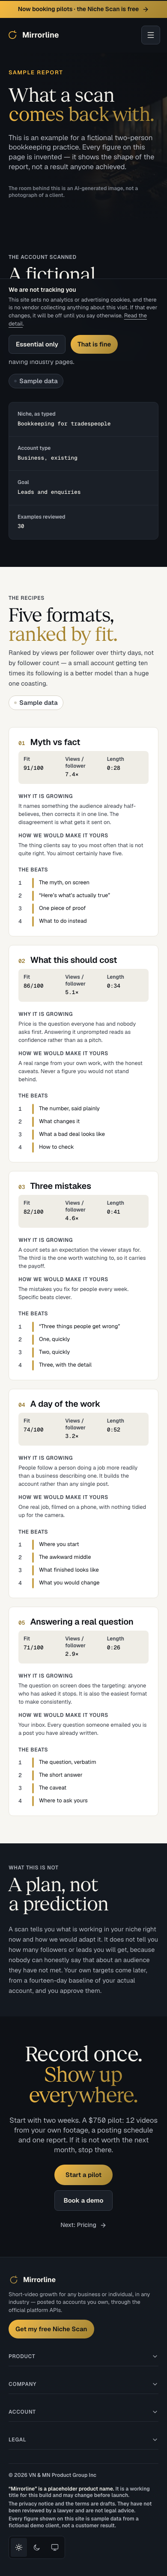 Now booking pilots · the Niche Scan is free →
Mirrorline
SAMPLE REPORT
What a scan
comes back with.
This is an example for a fictional two-person
bookkeeping practice. Every figure on this
page is invented — it shows the shape of the
report, not a result anyone achieved.
The room behind this is an AI-generated image, not a
photograph of a client.
THE ACCOUNT SCANNED
A fictional
We are not tracking you
This site sets no analytics or advertising cookies, and there
is no vendor collecting anything about this visit. If that ever
changes, it will be off until you say otherwise. Read the
detail.
Essential only
That is fine
having industry pages.
Sample data
Niche, as typed
Bookkeeping for tradespeople
Account type
Business, existing
Goal
Leads and enquiries
Examples reviewed
30
THE RECIPES
Five formats,
ranked by fit.
Ranked by views per follower over thirty days, not
by follower count — a small account getting ten
times its following is a better model than a huge
one coasting.
Sample data
01 Myth vs fact
Fit
91/100
Views / follower
7.4×
Length
0:28
WHY IT IS GROWING
It names something the audience already half-
believes, then corrects it in one line. The
disagreement is what gets it sent on.
HOW WE WOULD MAKE IT YOURS
The thing clients say to you most often that is not
quite right. You almost certainly have five.
THE BEATS
1 The myth, on screen
2 "Here's what's actually true"
3 One piece of proof
4 What to do instead
02 What this should cost
Fit
86/100
Views / follower
5.1×
Length
0:34
WHY IT IS GROWING
Price is the question everyone has and nobody
asks first. Answering it unprompted reads as
confidence rather than as a pitch.
HOW WE WOULD MAKE IT YOURS
A real range from your own work, with the honest
caveats. Never a figure you would not stand
behind.
THE BEATS
1 The number, said plainly
2 What changes it
3 What a bad deal looks like
4 How to check
03 Three mistakes
Fit
82/100
Views / follower
4.6×
Length
0:41
WHY IT IS GROWING
A count sets an expectation the viewer stays for.
The third is the one worth watching to, so it carries
the payoff.
HOW WE WOULD MAKE IT YOURS
The mistakes you fix for people every week.
Specific beats clever.
THE BEATS
1 "Three things people get wrong"
2 One, quickly
3 Two, quickly
4 Three, with the detail
04 A day of the work
Fit
74/100
Views / follower
3.2×
Length
0:52
WHY IT IS GROWING
People follow a person doing a job more readily
than a business describing one. It builds the
account rather than any single post.
HOW WE WOULD MAKE IT YOURS
One real job, filmed on a phone, with nothing tidied
up for the camera.
THE BEATS
1 Where you start
2 The awkward middle
3 What finished looks like
4 What you would change
05 Answering a real question
Fit
71/100
Views / follower
2.9×
Length
0:26
WHY IT IS GROWING
The question on screen does the targeting: anyone
who has asked it stops. It is also the easiest format
to make consistently.
HOW WE WOULD MAKE IT YOURS
Your inbox. Every question someone emailed you is
a post you have already written.
THE BEATS
1 The question, verbatim
2 The short answer
3 The caveat
4 Where to ask yours
WHAT THIS IS NOT
A plan, not
a prediction
A scan tells you what is working in your niche right
now and how we would adapt it. It does not tell you
how many followers or leads you will get, because
nobody can honestly say that about an audience
they have not met. Your own targets come later,
from a fourteen-day baseline of your actual
account, and you approve them.
Record once.
Show up
everywhere.
Start with two weeks. A $750 pilot: 12 videos
from your own footage, a posting schedule
and one report. If it is not worth the next
month, stop there.
Start a pilot
Book a demo
Next: Pricing →
Mirrorline
Short-video growth for any business or individual, in any
industry — posted to accounts you own, through the
official platform APIs.
Get my free Niche Scan
PRODUCT
COMPANY
ACCOUNT
LEGAL
© 2026 VN & MN Product Group Inc
"Mirrorline" is a placeholder product name. It is a working
title for this build and may change before launch.
The privacy notice and the terms are drafts. They have not
been reviewed by a lawyer and are not legal advice.
Every figure shown on this site is sample data from a
fictional demo client, not a customer result.